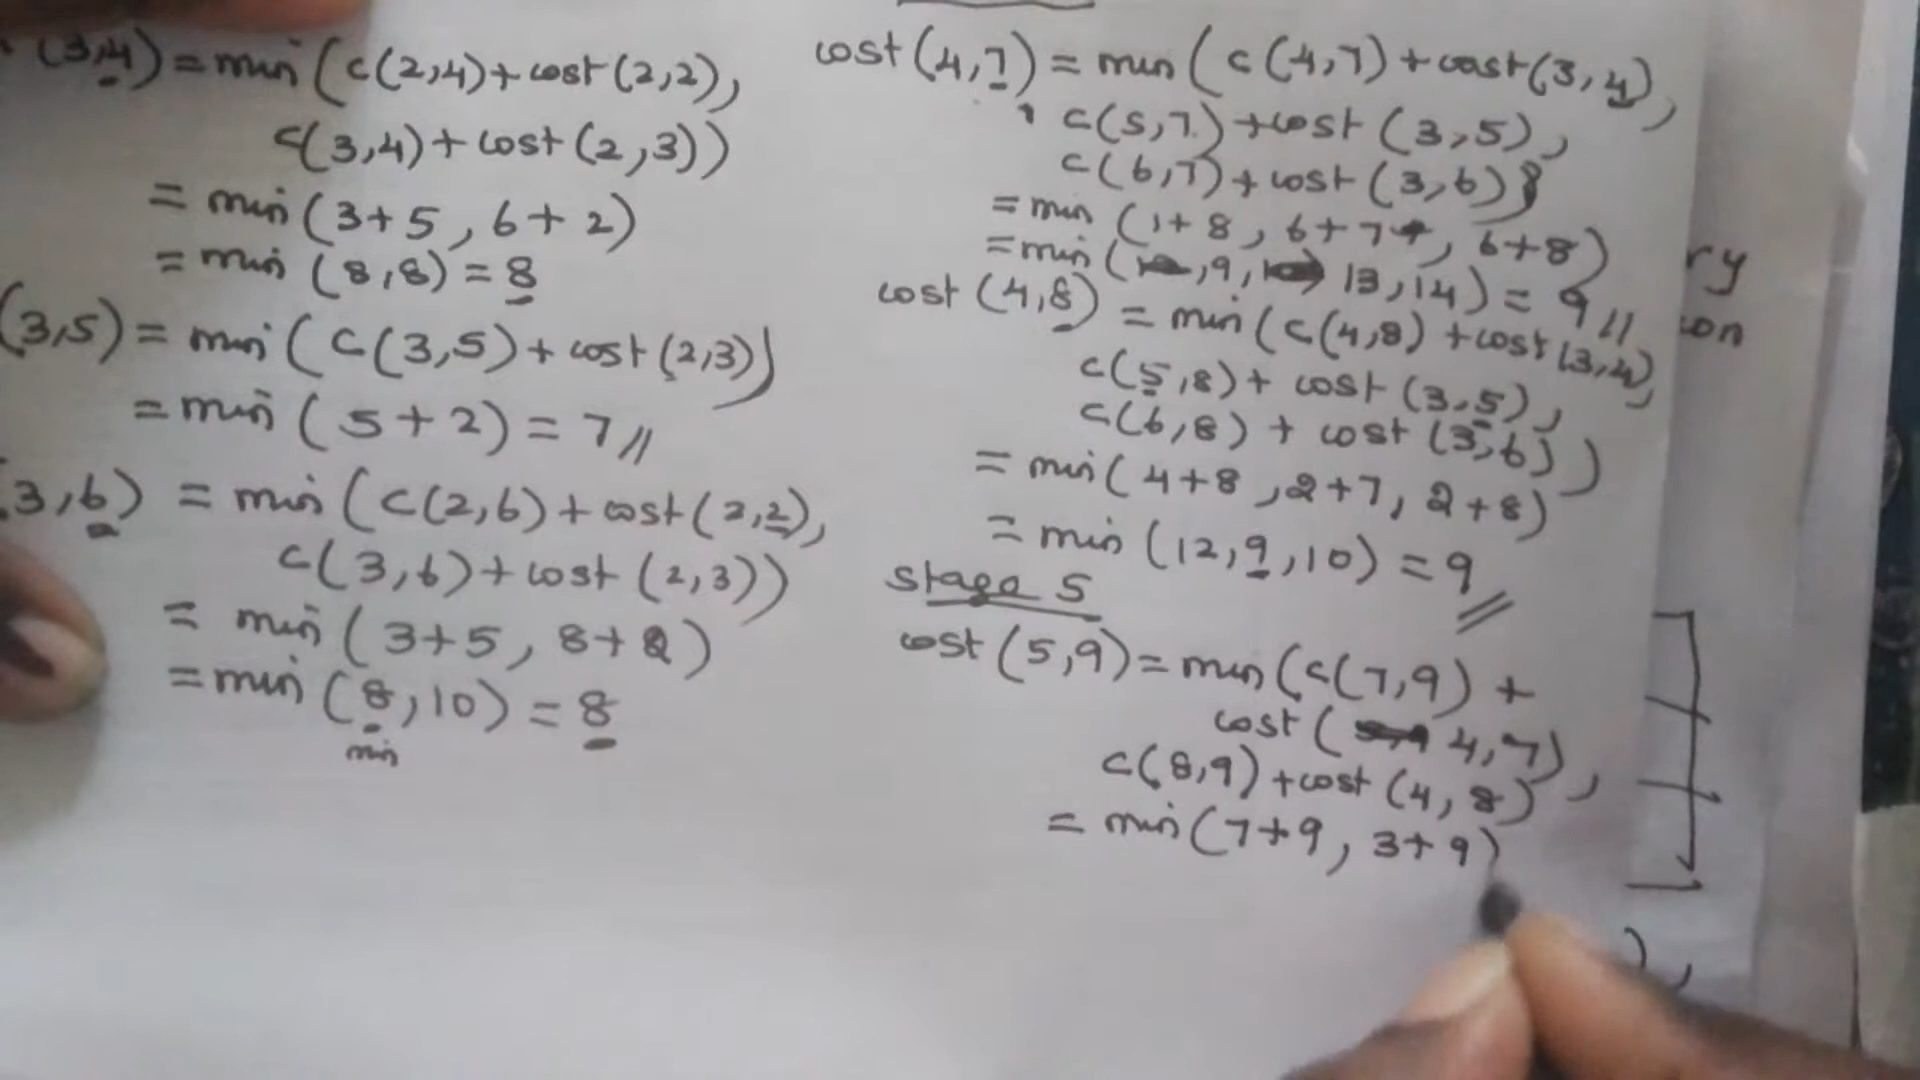 (3,4) = min (c(2,4)+cost(2,2),
c(3,4)+cost(2,3))
= min (3+5, 6+2)
= min (8,8) = 8
(3,5) = min (c(3,5)+cost(2,3))
= min (5+2) = 7 //
3,6) = min (c(2,6)+cost(2,2),
c(3,6)+cost(2,3))
= min (3+5, 8+2)
= min (8,10) = 8
min
cost(4,7) = min (c(4,7)+cost(3,4),
c(5,7)+cost(3,5),
c(6,7)+cost(3,6))
= min (1+8, 6+7, 6+8)
= min (9, 13,14) = 9 //
cost(4,8) = min(c(4,8)+cost(3,4),
c(5,8)+cost(3,5),
c(6,8)+cost(3,6))
= min(4+8, 2+7, 2+8)
= min (12,9,10) = 9 //
stage 5
cost(5,9) = min(c(7,9)+
cost(4,7),
c(8,9)+cost(4,8)
= min(7+9, 3+9)
ry
on
),